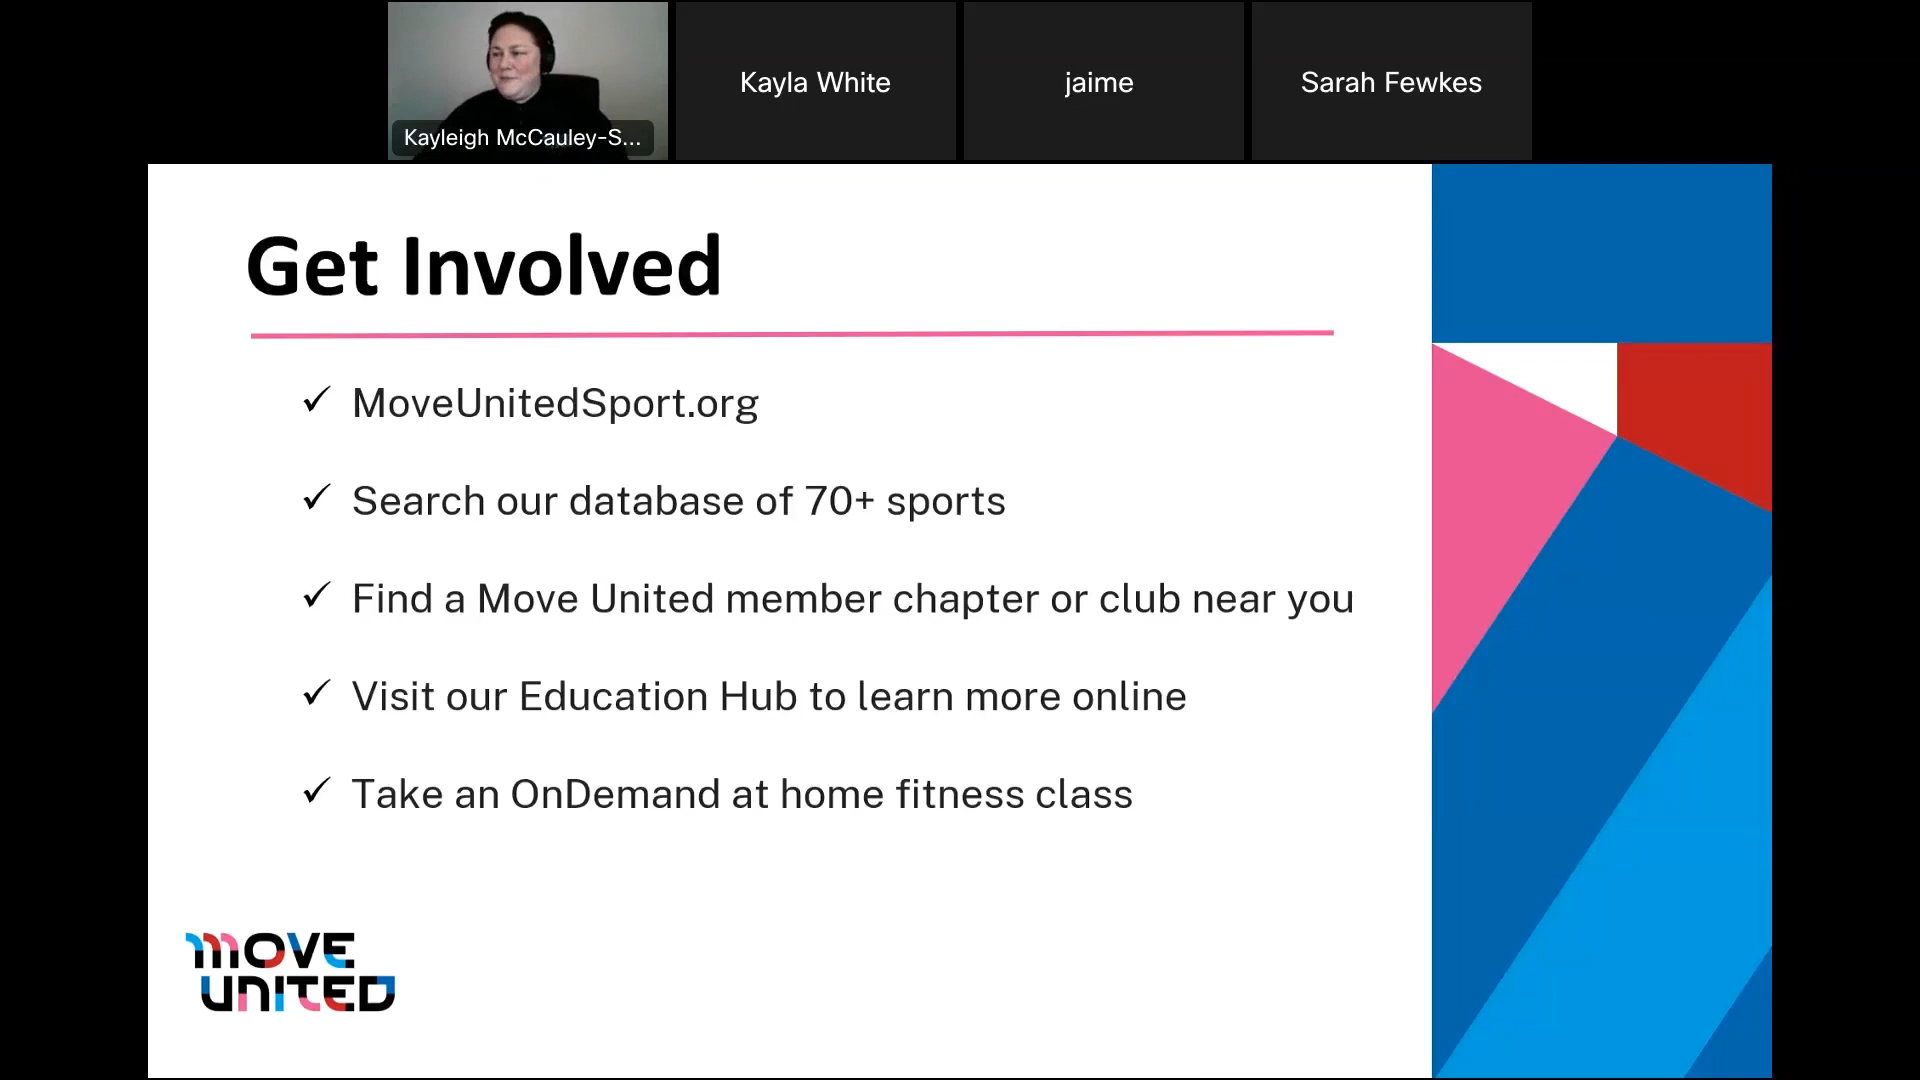 Kayleigh McCauley-S...
Kayla White
jaime
Sarah Fewkes
Get Involved
✓ MoveUnitedSport.org
✓ Search our database of 70+ sports
✓ Find a Move United member chapter or club near you
✓ Visit our Education Hub to learn more online
✓ Take an OnDemand at home fitness class
MOVE
UNITED